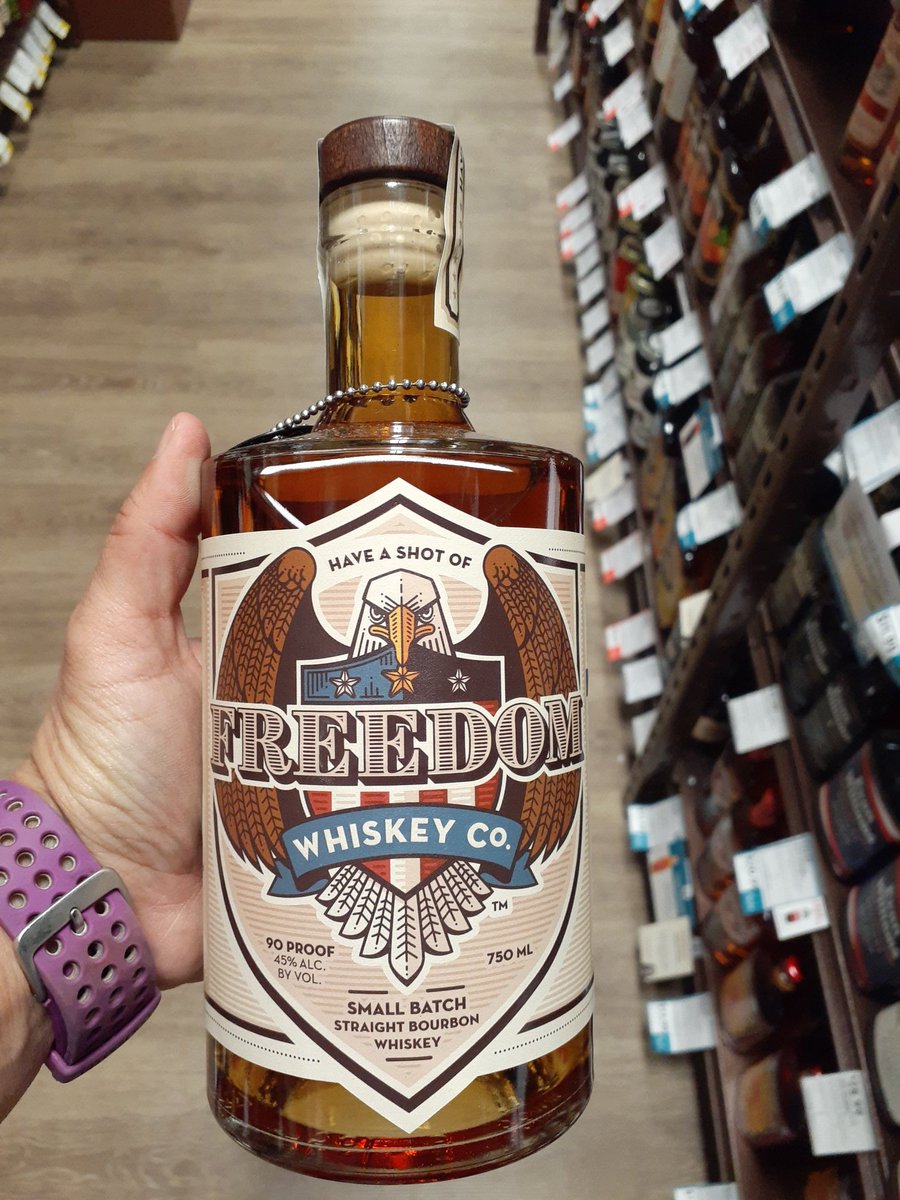 HAVE A SHOT OF
FREEDOM
WHISKEY CO.
TM
90 PROOF
45% ALC.
BY VOL.
750 ML
SMALL BATCH
STRAIGHT BOURBON
WHISKEY